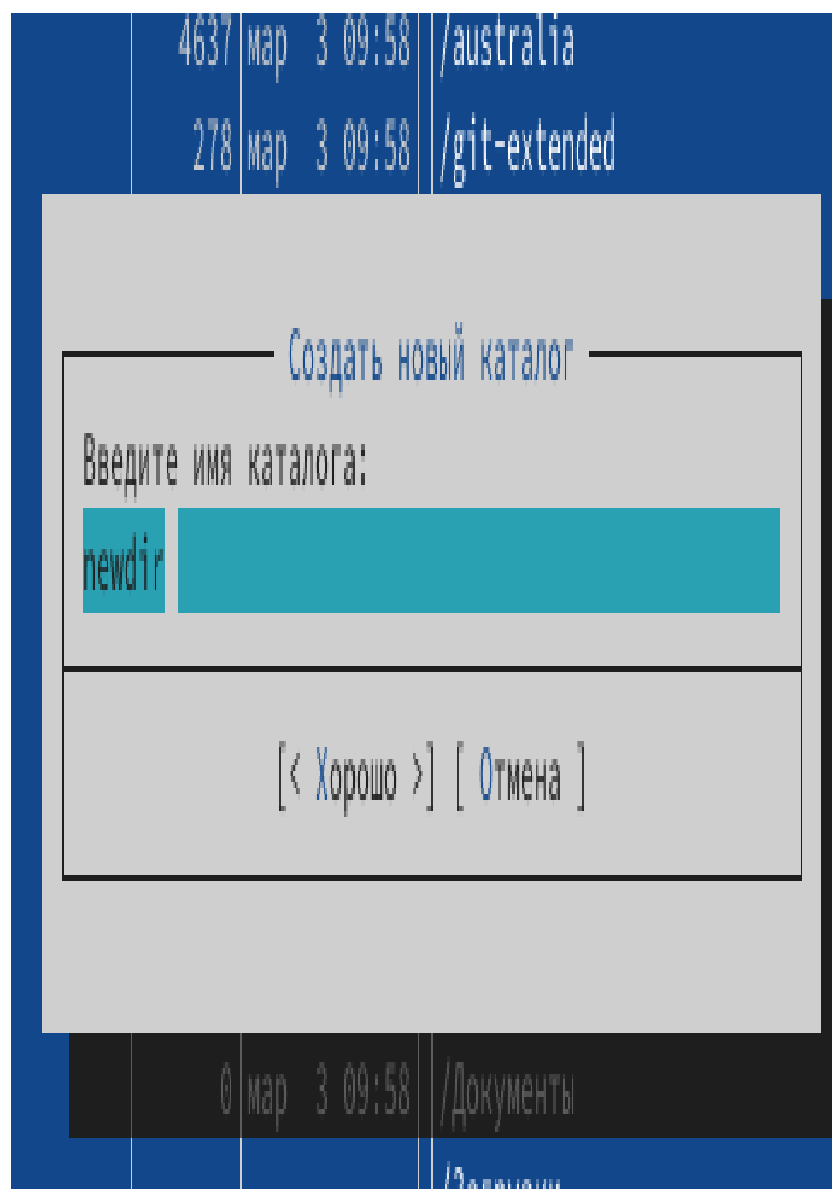 4637 мар 3 09:58 /australia
278 мар 3 09:58 /git-extended
Создать новый каталог
Введите имя каталога:
newdir
[< Хорошо >] [ Отмена ]
0 мар 3 09:58 /Документы